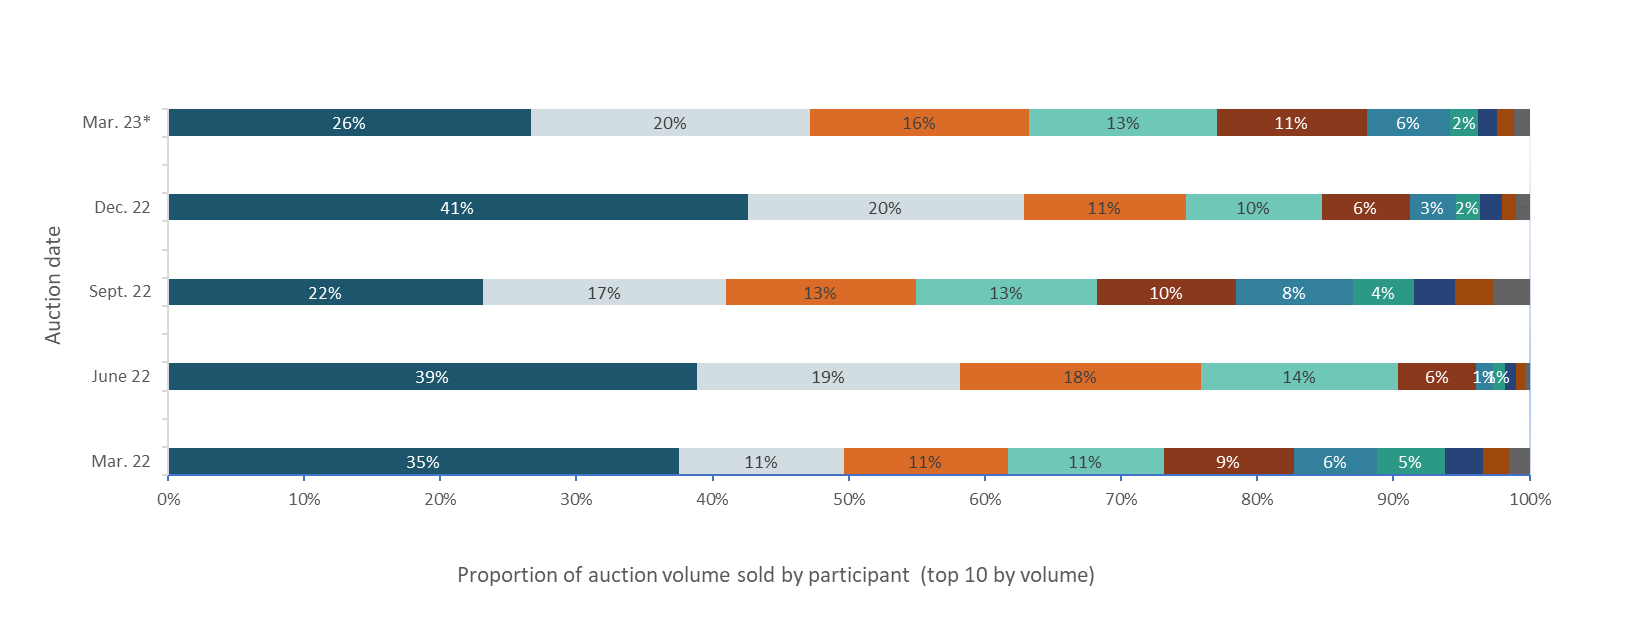 Mar. 23*
26% 20% 16% 13% 11% 6% 2%
Dec. 22
41% 20% 11% 10% 6% 3% 2%
Sept. 22
22% 17% 13% 13% 10% 8% 4%
June 22
39% 19% 18% 14% 6% 1% 1%
Mar. 22
35% 11% 11% 11% 9% 6% 5%
0% 10% 20% 30% 40% 50% 60% 70% 80% 90% 100%
Auction date
Proportion of auction volume sold by participant (top 10 by volume)